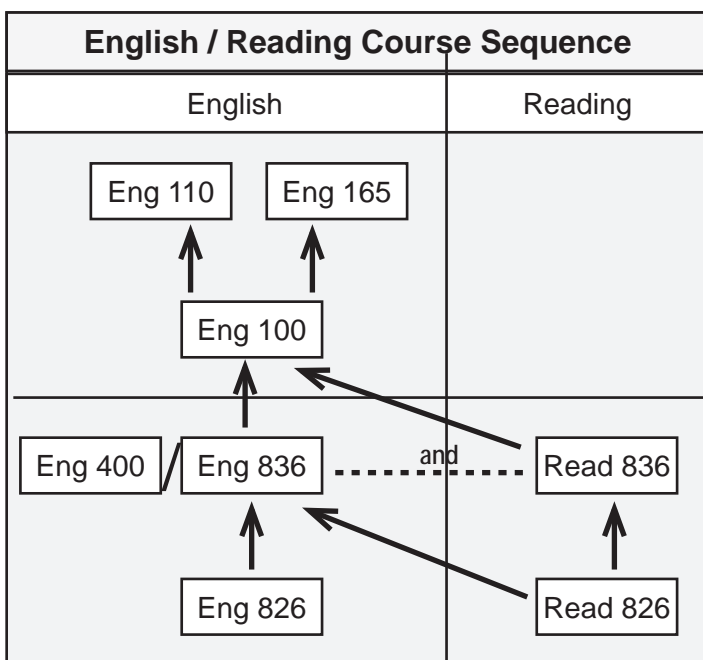 English / Reading Course Sequence
English Reading
Eng 110 Eng 165
Eng 100
and
Eng 400 / Eng 836 Read 836
Eng 826 Read 826